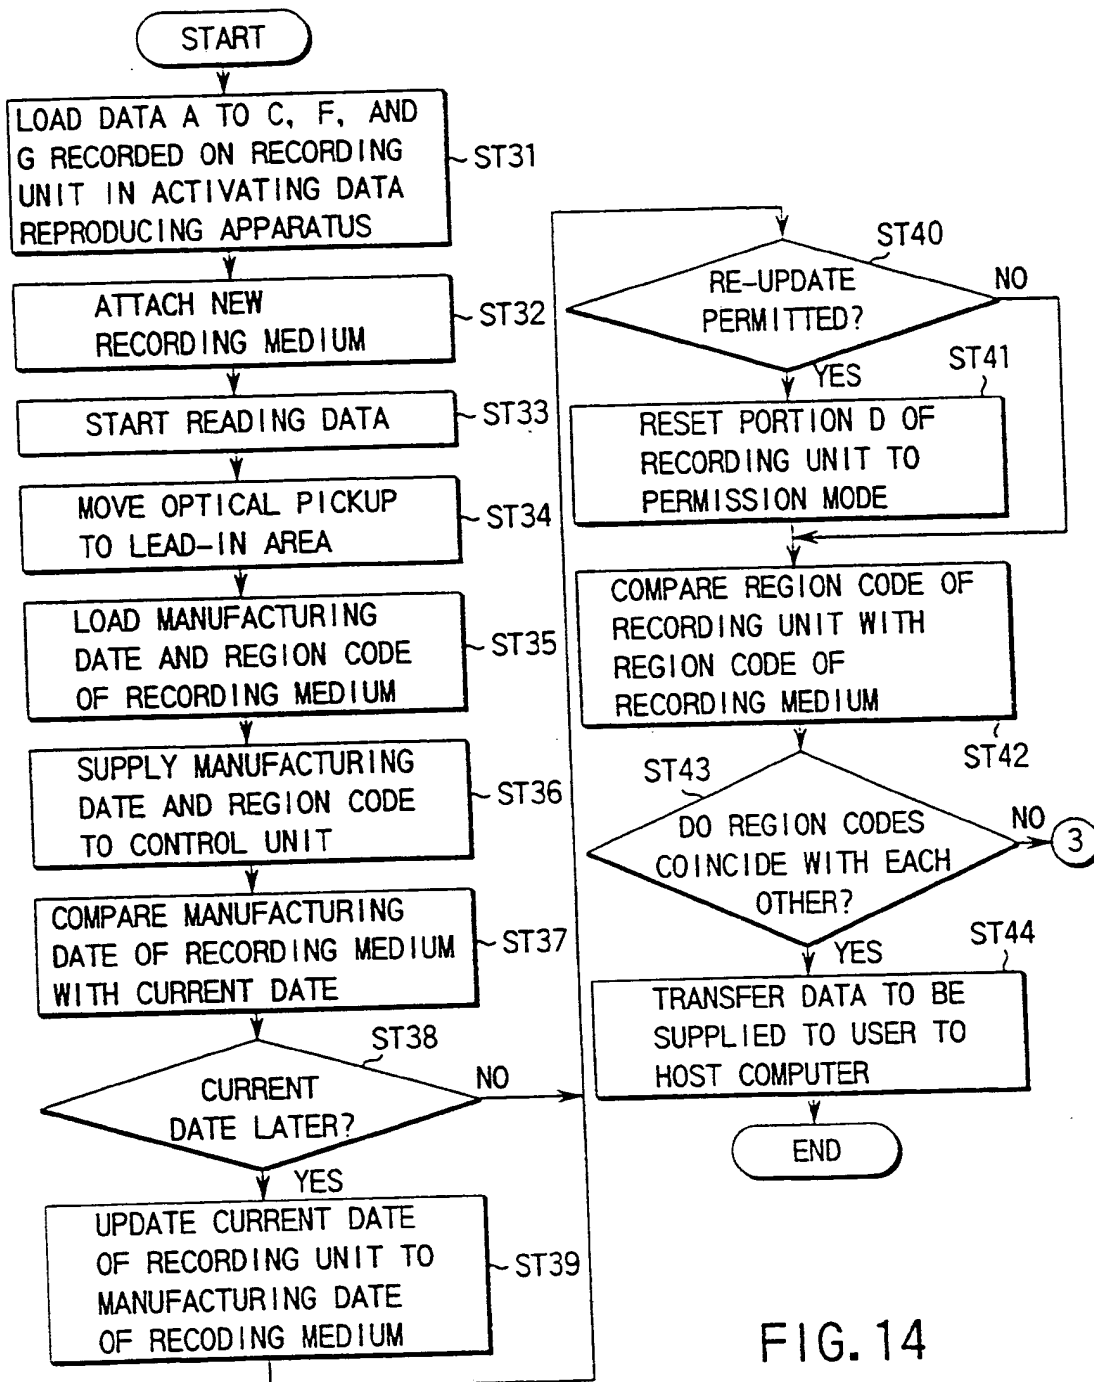 START
LOAD DATA A TO C, F, AND
G RECORDED ON RECORDING
UNIT IN ACTIVATING DATA
REPRODUCING APPARATUS
ST31
ATTACH NEW
RECORDING MEDIUM
ST32
START READING DATA
ST33
MOVE OPTICAL PICKUP
TO LEAD-IN AREA
ST34
LOAD MANUFACTURING
DATE AND REGION CODE
OF RECORDING MEDIUM
ST35
SUPPLY MANUFACTURING
DATE AND REGION CODE
TO CONTROL UNIT
ST36
COMPARE MANUFACTURING
DATE OF RECORDING MEDIUM
WITH CURRENT DATE
ST37
ST38
CURRENT
DATE LATER?
NO
YES
UPDATE CURRENT DATE
OF RECORDING UNIT TO
MANUFACTURING DATE
OF RECODING MEDIUM
ST39
ST40
RE-UPDATE
PERMITTED?
NO
YES
ST41
RESET PORTION D OF
RECORDING UNIT TO
PERMISSION MODE
COMPARE REGION CODE OF
RECORDING UNIT WITH
REGION CODE OF
RECORDING MEDIUM
ST42
ST43
DO REGION CODES
COINCIDE WITH EACH
OTHER?
NO
3
YES
ST44
TRANSFER DATA TO BE
SUPPLIED TO USER TO
HOST COMPUTER
END
FIG. 14